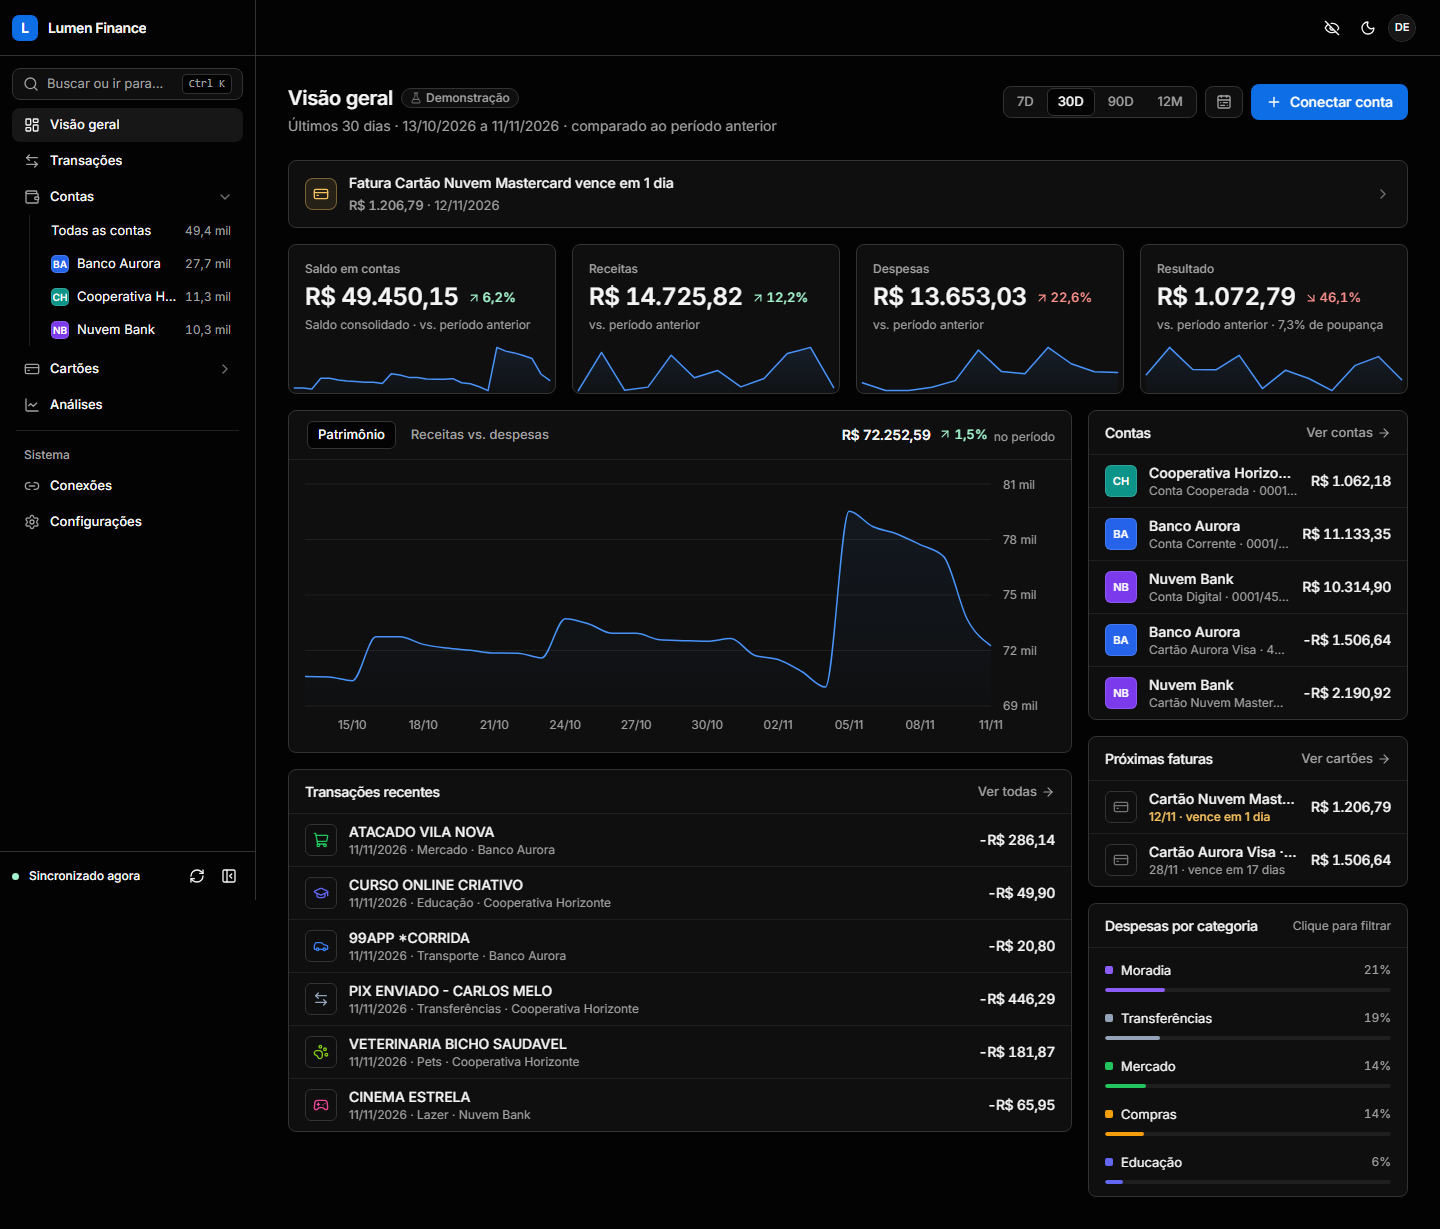 L Lumen Finance
DE
Buscar ou ir para... Ctrl K
Visão geral
Transações
Contas
Todas as contas 49,4 mil
BA Banco Aurora 27,7 mil
CH Cooperativa H... 11,3 mil
NB Nuvem Bank 10,3 mil
Cartões
Análises
Sistema
Conexões
Configurações
Sincronizado agora
Visão geral Demonstração
Últimos 30 dias · 13/10/2026 a 11/11/2026 · comparado ao período anterior
7D 30D 90D 12M
Conectar conta
Fatura Cartão Nuvem Mastercard vence em 1 dia
R$ 1.206,79 · 12/11/2026
Saldo em contas
R$ 49.450,15 6,2%
Saldo consolidado · vs. período anterior
Receitas
R$ 14.725,82 12,2%
vs. período anterior
Despesas
R$ 13.653,03 22,6%
vs. período anterior
Resultado
R$ 1.072,79 46,1%
vs. período anterior · 7,3% de poupança
Patrimônio Receitas vs. despesas
R$ 72.252,59 1,5% no período
81 mil
78 mil
75 mil
72 mil
69 mil
15/10 18/10 21/10 24/10 27/10 30/10 02/11 05/11 08/11 11/11
Transações recentes Ver todas
ATACADO VILA NOVA
11/11/2026 · Mercado · Banco Aurora
-R$ 286,14
CURSO ONLINE CRIATIVO
11/11/2026 · Educação · Cooperativa Horizonte
-R$ 49,90
99APP *CORRIDA
11/11/2026 · Transporte · Banco Aurora
-R$ 20,80
PIX ENVIADO - CARLOS MELO
11/11/2026 · Transferências · Cooperativa Horizonte
-R$ 446,29
VETERINARIA BICHO SAUDAVEL
11/11/2026 · Pets · Cooperativa Horizonte
-R$ 181,87
CINEMA ESTRELA
11/11/2026 · Lazer · Nuvem Bank
-R$ 65,95
Contas Ver contas
CH Cooperativa Horizo... R$ 1.062,18
Conta Cooperada · 0001...
BA Banco Aurora R$ 11.133,35
Conta Corrente · 0001/...
NB Nuvem Bank R$ 10.314,90
Conta Digital · 0001/45...
BA Banco Aurora -R$ 1.506,64
Cartão Aurora Visa · 4...
NB Nuvem Bank -R$ 2.190,92
Cartão Nuvem Master...
Próximas faturas Ver cartões
Cartão Nuvem Mast... R$ 1.206,79
12/11 · vence em 1 dia
Cartão Aurora Visa ·... R$ 1.506,64
28/11 · vence em 17 dias
Despesas por categoria Clique para filtrar
Moradia 21%
Transferências 19%
Mercado 14%
Compras 14%
Educação 6%